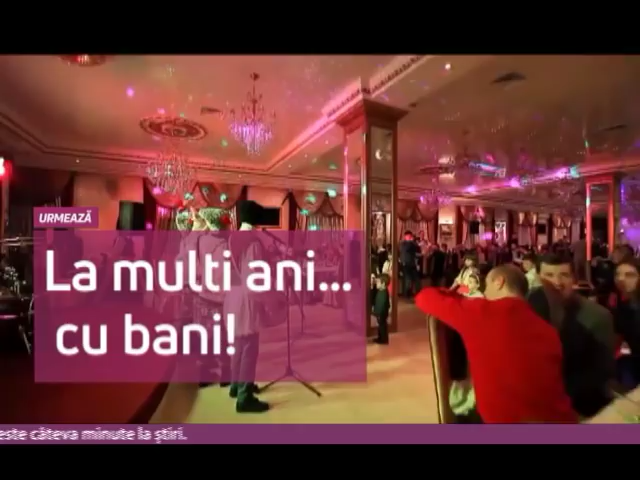 URMEAZĂ
La multi ani...
cu bani!
este câteva minute la știri.